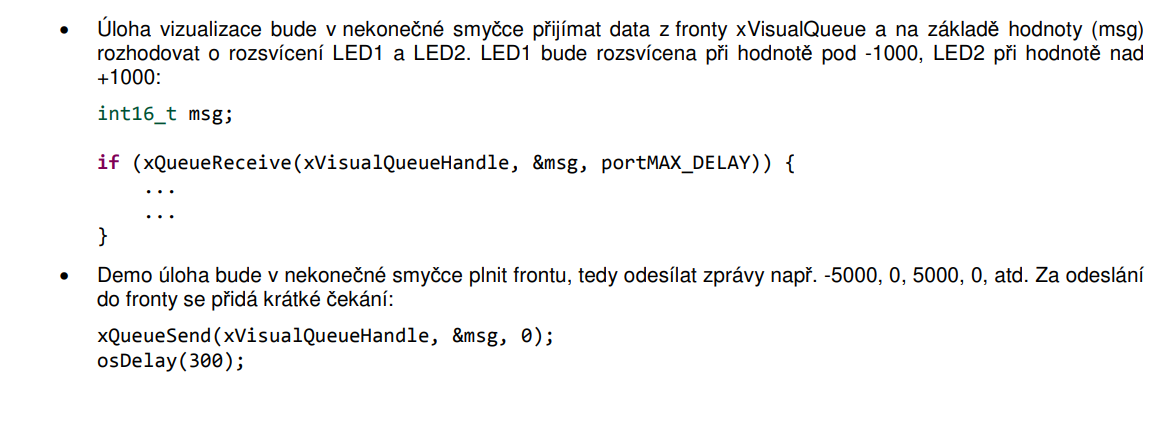 • Úloha vizualizace bude v nekonečné smyčce přijímat data z fronty xVisualQueue a na základě hodnoty (msg)
rozhodovat o rozsvícení LED1 a LED2. LED1 bude rozsvícena při hodnotě pod -1000, LED2 při hodnotě nad
+1000:
int16_t msg;
if (xQueueReceive(xVisualQueueHandle, &msg, portMAX_DELAY)) {
...
...
}
• Demo úloha bude v nekonečné smyčce plnit frontu, tedy odesílat zprávy např. -5000, 0, 5000, 0, atd. Za odeslání
do fronty se přidá krátké čekání:
xQueueSend(xVisualQueueHandle, &msg, 0);
osDelay(300);